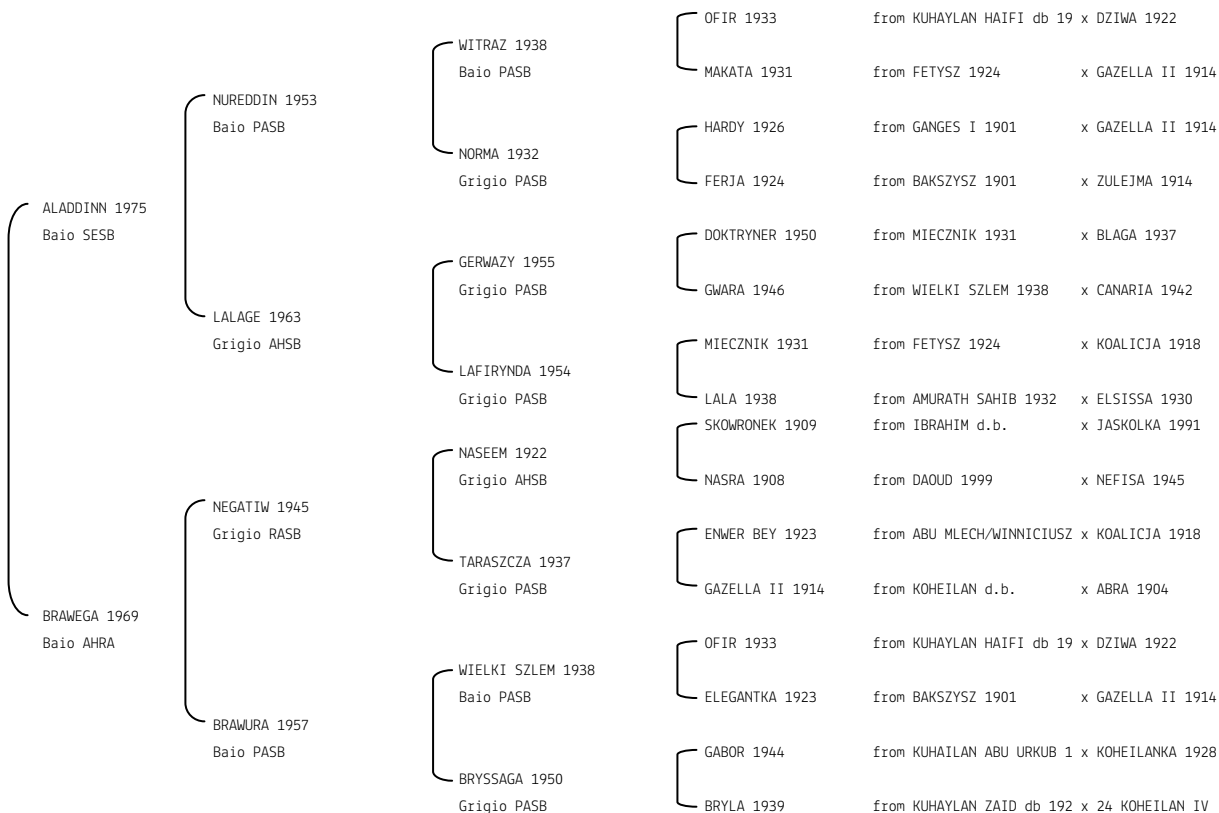 OFIR 1933 from KUHAYLAN HAIFI db 19 x DZIWA 1922
WITRAZ 1938
Baio PASB MAKATA 1931 from FETYSZ 1924 x GAZELLA II 1914
NUREDDIN 1953
Baio PASB HARDY 1926 from GANGES I 1901 x GAZELLA II 1914
NORMA 1932
Grigio PASB FERJA 1924 from BAKSZYSZ 1901 x ZULEJMA 1914
ALADDINN 1975
Baio SESB DOKTRYNER 1950 from MIECZNIK 1931 x BLAGA 1937
GERWAZY 1955
Grigio PASB GWARA 1946 from WIELKI SZLEM 1938 x CANARIA 1942
LALAGE 1963
Grigio AHSB MIECZNIK 1931 from FETYSZ 1924 x KOALICJA 1918
LAFIRYNDA 1954
Grigio PASB LALA 1938 from AMURATH SAHIB 1932 x ELSISSA 1930
SKOWRONEK 1909 from IBRAHIM d.b. x JASKOLKA 1991
NASEEM 1922
Grigio AHSB NASRA 1908 from DAOUD 1999 x NEFISA 1945
NEGATIW 1945
Grigio RASB ENWER BEY 1923 from ABU MLECH/WINNICIUSZ x KOALICJA 1918
TARASZCZA 1937
Grigio PASB GAZELLA II 1914 from KOHEILAN d.b. x ABRA 1904
BRAWEGA 1969
Baio AHRA OFIR 1933 from KUHAYLAN HAIFI db 19 x DZIWA 1922
WIELKI SZLEM 1938
Baio PASB ELEGANTKA 1923 from BAKSZYSZ 1901 x GAZELLA II 1914
BRAWURA 1957
Baio PASB GABOR 1944 from KUHAILAN ABU URKUB 1 x KOHEILANKA 1928
BRYSSAGA 1950
Grigio PASB BRYLA 1939 from KUHAYLAN ZAID db 192 x 24 KOHEILAN IV